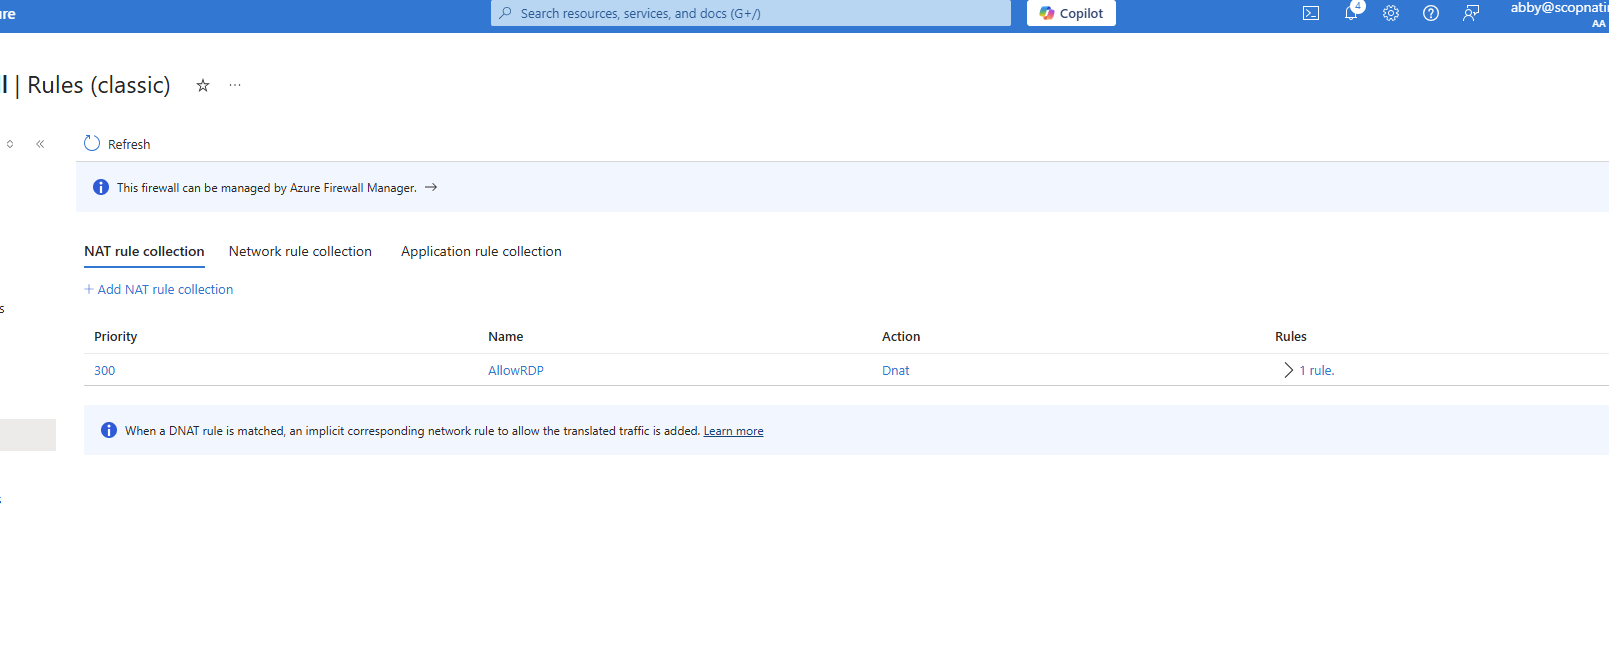 Search resources, services, and docs (G+/)
Copilot
4
AA
| Rules (classic)
Refresh
This firewall can be managed by Azure Firewall Manager.
NAT rule collection
Network rule collection
Application rule collection
+ Add NAT rule collection
Priority
Name
Action
Rules
300
AllowRDP
Dnat
1 rule.
When a DNAT rule is matched, an implicit corresponding network rule to allow the translated traffic is added. Learn more